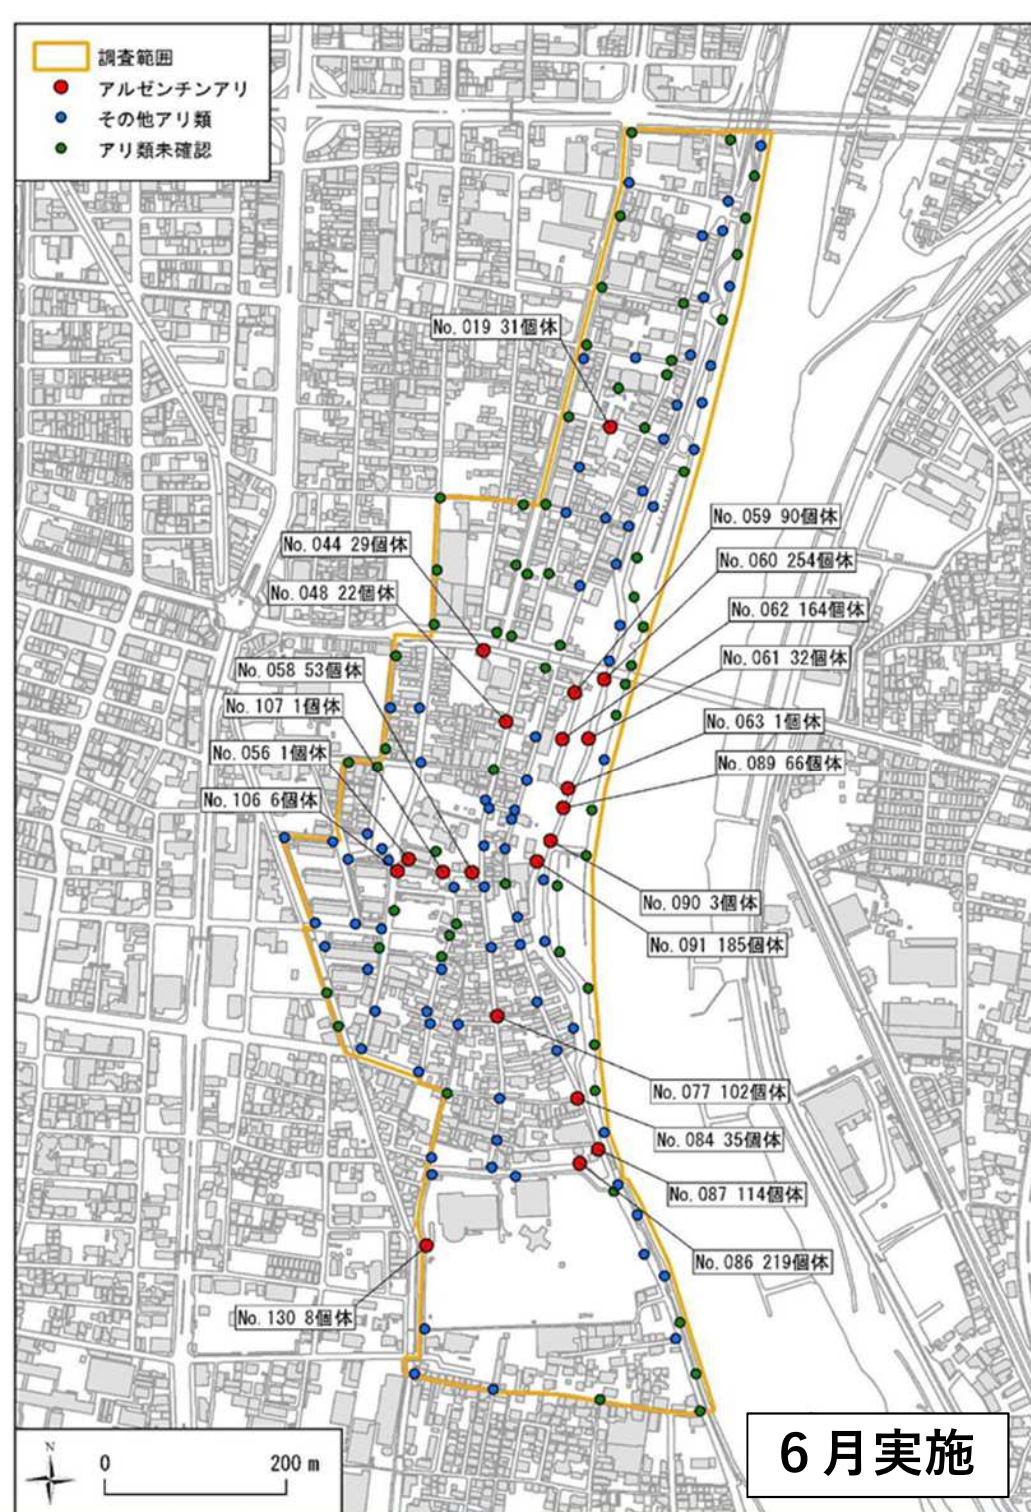 調査範囲
アルゼンチンアリ
その他アリ類
アリ類未確認
No.019 31個体
No.059 90個体
No.044 29個体
No.060 254個体
No.048 22個体
No.062 164個体
No.061 32個体
No.058 53個体
No.107 1個体
No.063 1個体
No.056 1個体
No.089 66個体
No.106 6個体
No.090 3個体
No.091 185個体
No.077 102個体
No.084 35個体
No.087 114個体
No.086 219個体
No.130 8個体
6月実施
N
0 200 m